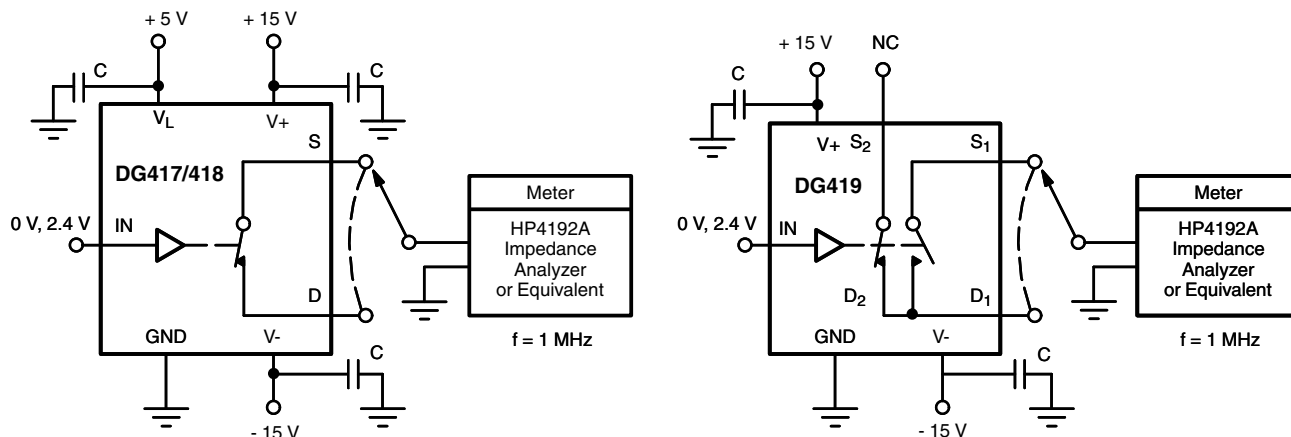 + 5 V
+ 15 V
C
C
V_L
V+
S
DG417/418
0 V, 2.4 V
IN
D
GND
V-
C
- 15 V
Meter
HP4192A
Impedance
Analyzer
or Equivalent
f = 1 MHz
+ 15 V
NC
C
V+
S_2
S_1
DG419
0 V, 2.4 V
IN
D_2
D_1
GND
V-
C
- 15 V
Meter
HP4192A
Impedance
Analyzer
or Equivalent
f = 1 MHz